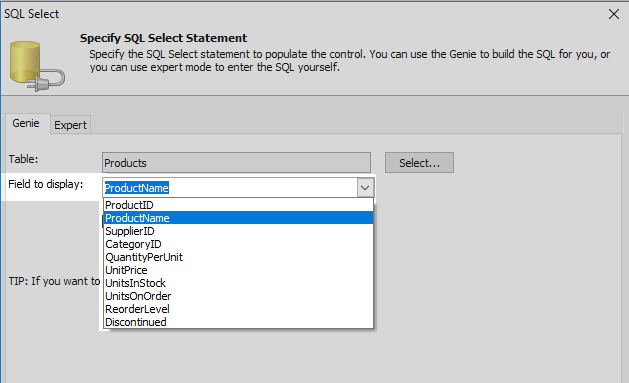 SQL Select
Specify SQL Select Statement
Specify the SQL Select statement to populate the control. You can use the Genie to build the SQL for you, or
you can use expert mode to enter the SQL yourself.
Genie
Expert
Table:
Products
Select...
Field to display:
ProductName
ProductID
ProductName
SupplierID
CategoryID
QuantityPerUnit
UnitPrice
UnitsInStock
UnitsOnOrder
ReorderLevel
Discontinued
TIP: If you want to